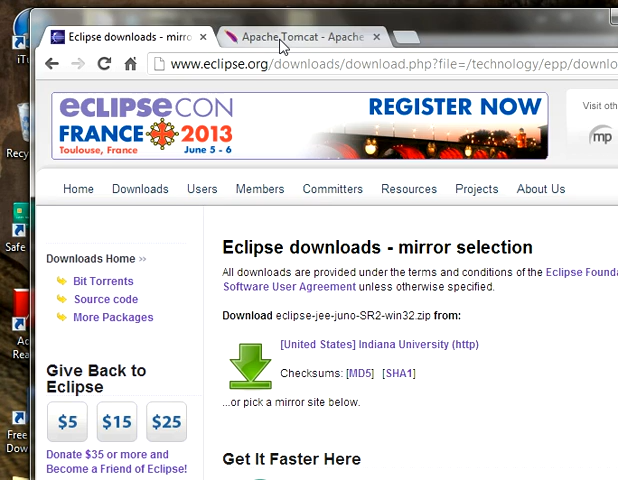 Eclipse downloads - mirro
Apache Tomcat - Apache
www.eclipse.org/downloads/download.php?file=/technology/epp/downlo
eclipsecon
FRANCE 2013
Toulouse, France June 5 - 6
REGISTER NOW
Visit oth
mp
Home Downloads Users Members Committers Resources Projects About Us
Downloads Home »
Bit Torrents
Source code
More Packages
Give Back to
Eclipse
$5 $15 $25
Donate $35 or more and
Become a Friend of Eclipse!
Eclipse downloads - mirror selection
All downloads are provided under the terms and conditions of the Eclipse Founda
Software User Agreement unless otherwise specified.
Download eclipse-jee-juno-SR2-win32.zip from:
[United States] Indiana University (http)
Checksums: [MD5] [SHA1]
...or pick a mirror site below.
Get It Faster Here
iTu
Recy
Safe
Ac
Rea
Free
Dow